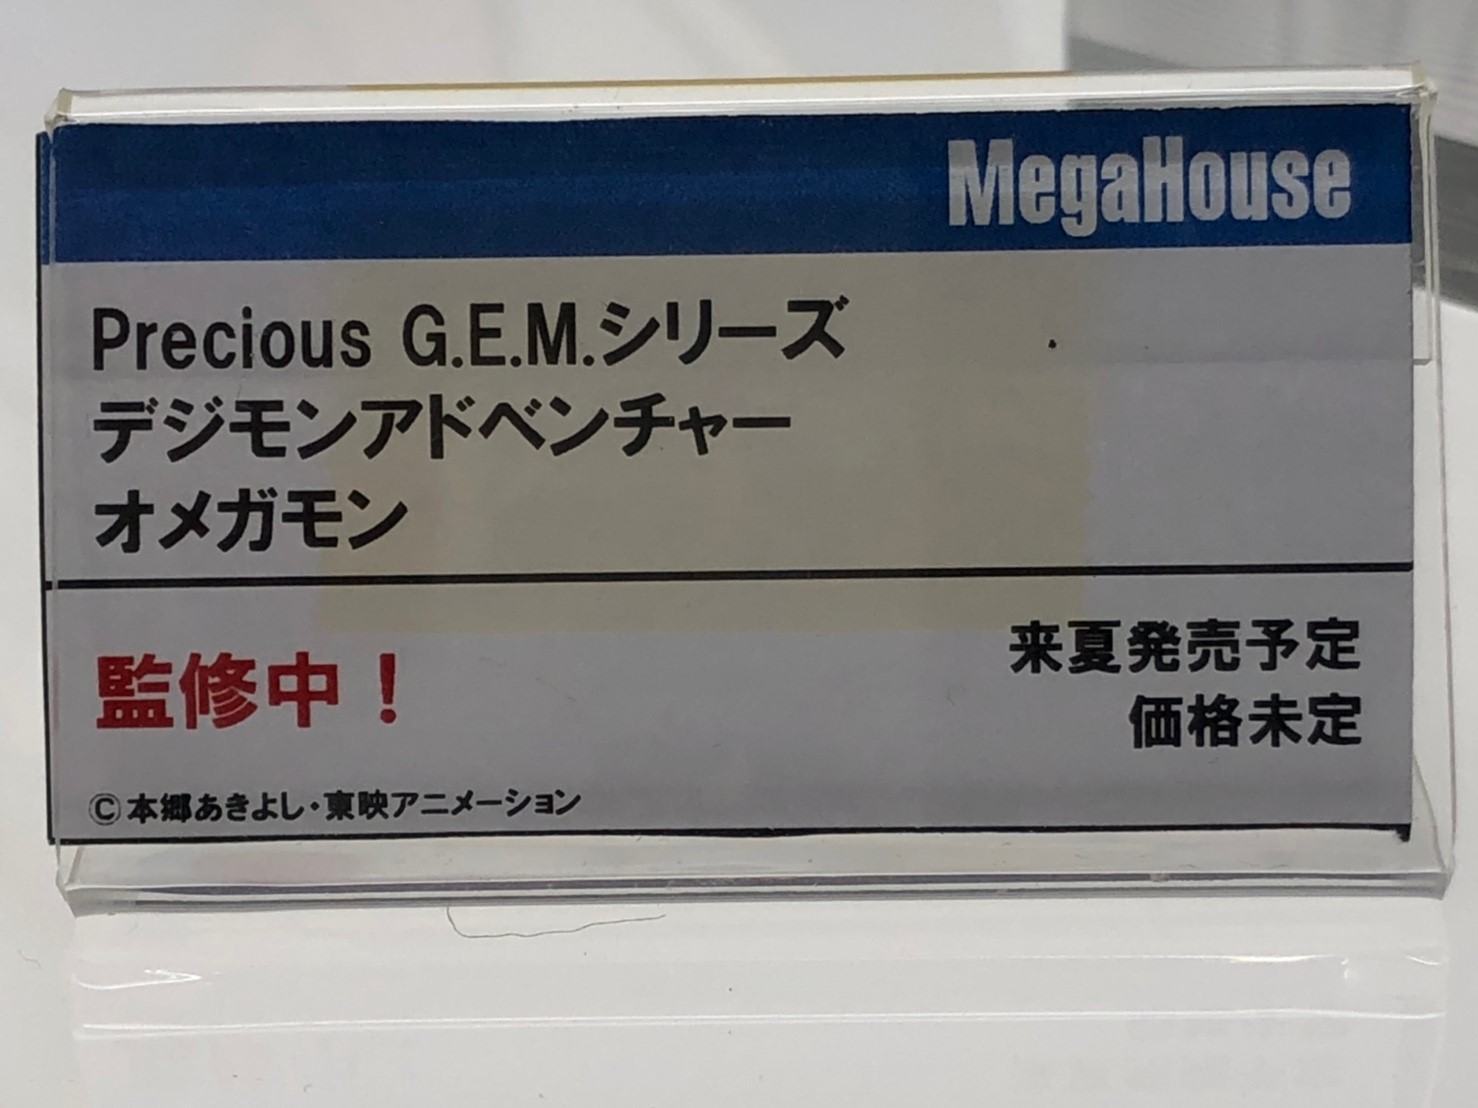 MegaHouse
Precious G.E.M.シリーズ
デジモンアドベンチャー
オメガモン
監修中！
来夏発売予定
価格未定
©本郷あきよし・東映アニメーション